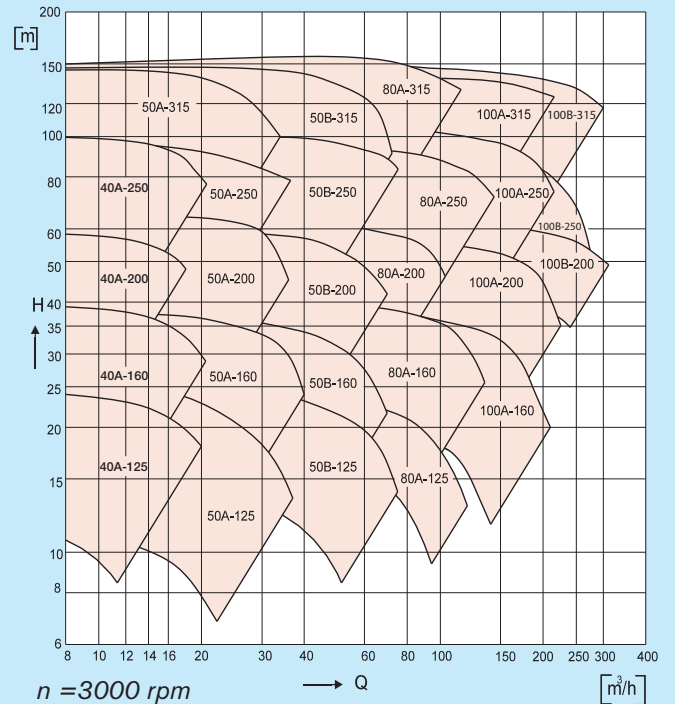 200
[m]
150
120
100
80
60
50
H
40
35
30
25
20
15
10
8
6
80A-315
50A-315
50B-315
100A-315
100B-315
40A-250
50A-250
50B-250
80A-250
100A-250
100B-250
40A-200
50A-200
50B-200
80A-200
100A-200
100B-200
40A-160
50A-160
50B-160
80A-160
100A-160
40A-125
50A-125
50B-125
80A-125
8 10 12 14 16 20 30 40 60 80 100 150 200 250 300 400
n =3000 rpm
Q
[m³/h]